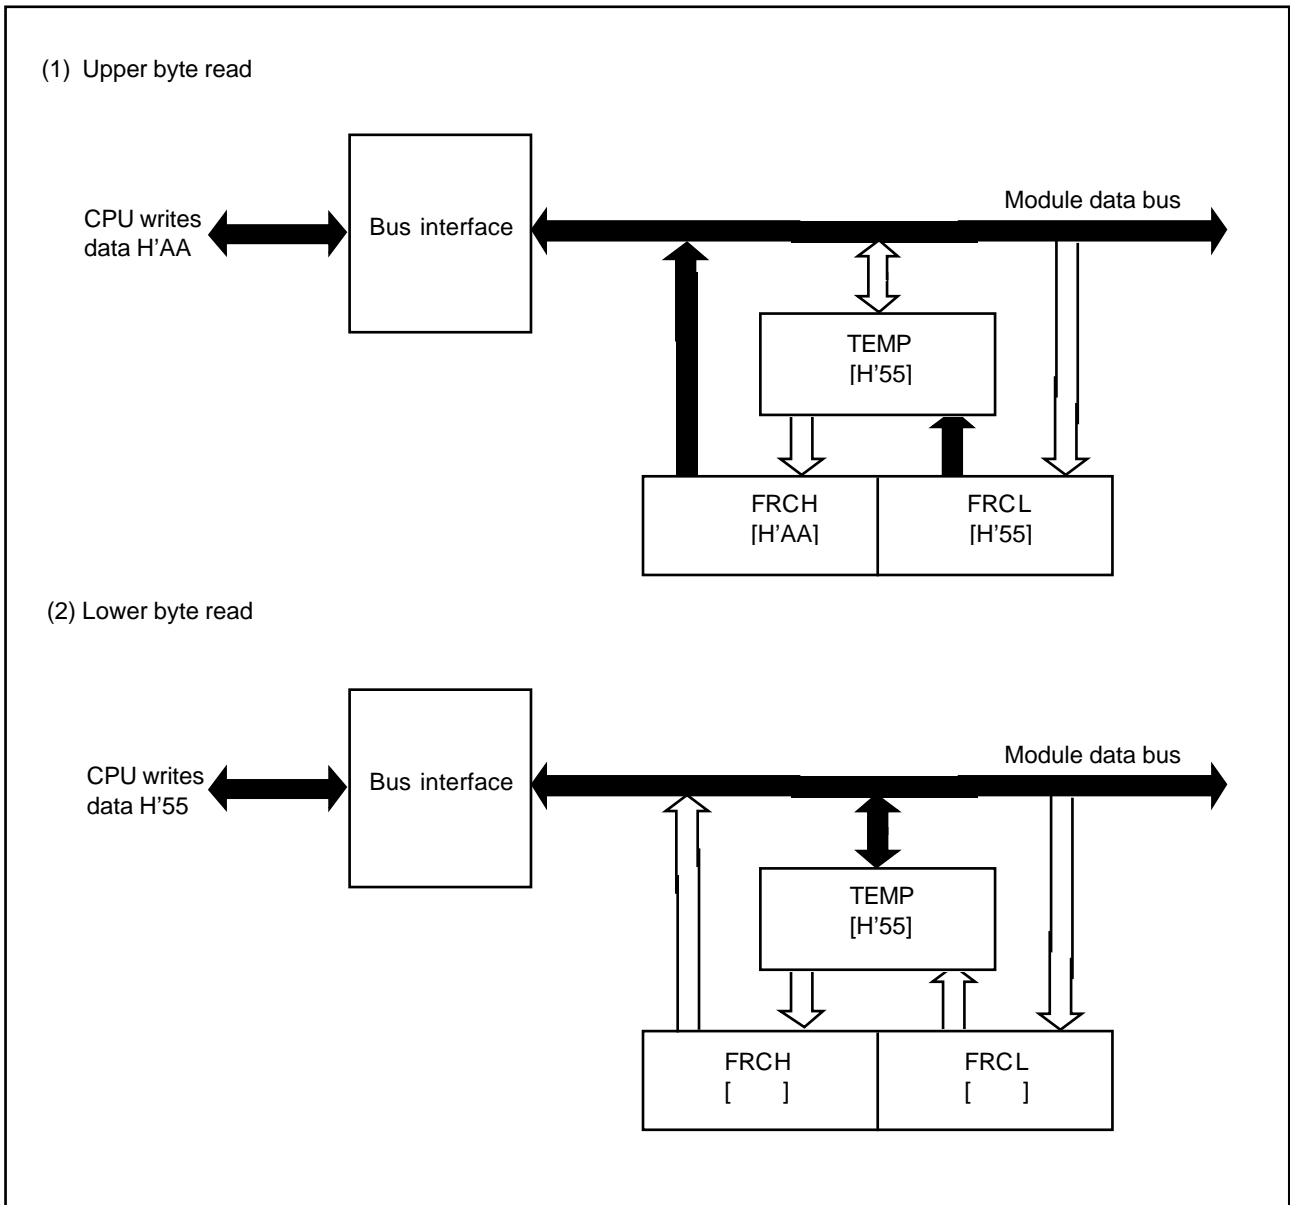 (1) Upper byte read
CPU writes
data H’AA
Bus interface
Module data bus
TEMP
[H’55]
FRCH
[H’AA]
FRCL
[H’55]
(2) Lower byte read
CPU writes
data H’55
Bus interface
Module data bus
TEMP
[H’55]
FRCH
[ ]
FRCL
[ ]